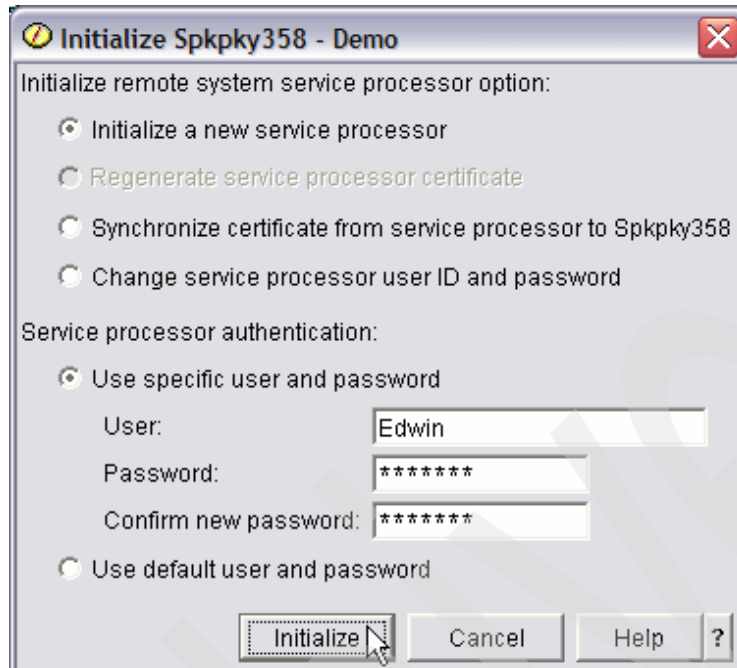 Initialize Spkpky358 - Demo
Initialize remote system service processor option:
Initialize a new service processor
Regenerate service processor certificate
Synchronize certificate from service processor to Spkpky358
Change service processor user ID and password
Service processor authentication:
Use specific user and password
User: Edwin
Password: *******
Confirm new password: *******
Use default user and password
Initialize Cancel Help ?